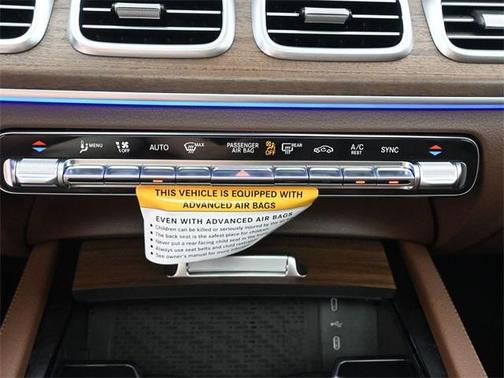 MENU OFF AUTO MAX PASSENGER AIR BAG OFF REAR A/C REST SYNC
THIS VEHICLE IS EQUIPPED WITH
ADVANCED AIR BAGS
EVEN WITH ADVANCED AIR BAGS
• Children can be killed or seriously injured by the
• The back seat is the safest place for children
• Never put a rear facing child seat in the
• Always use seat belts and child
• See owner's manual for more